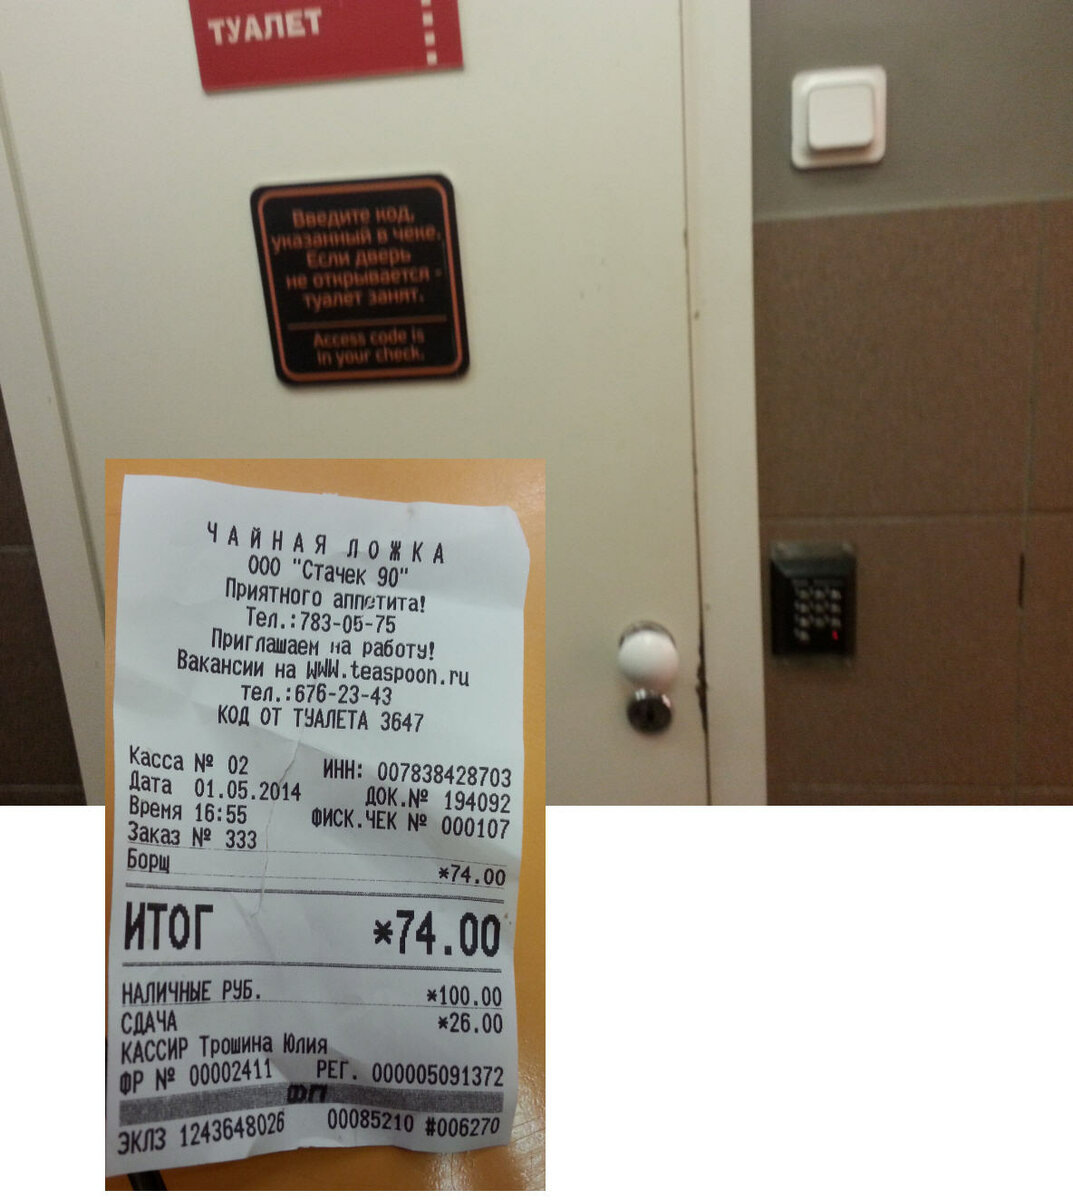 ТУАЛЕТ
Введите код,
указанный в чеке.
Если дверь
не открывается -
туалет занят.
Access code is
in your check.
ЧАЙНАЯ ЛОЖКА
ООО "Стачек 90"
Приятного аппетита!
Тел.:783-05-75
Приглашаем на работу!
Вакансии на WWW.teaspoon.ru
тел.:676-23-43
КОД ОТ ТУАЛЕТА 3647
Касса № 02 ИНН: 007838428703
Дата 01.05.2014 ДОК.№ 194092
Время 16:55 ФИСК.ЧЕК № 000107
Заказ № 333
Борщ *74.00
ИТОГ *74.00
НАЛИЧНЫЕ РУБ. *100.00
СДАЧА *26.00
КАССИР Трошина Юлия
ФР № 00002411 РЕГ. 000005091372
ФП
ЭКЛЗ 1243648026 00085210 #006270